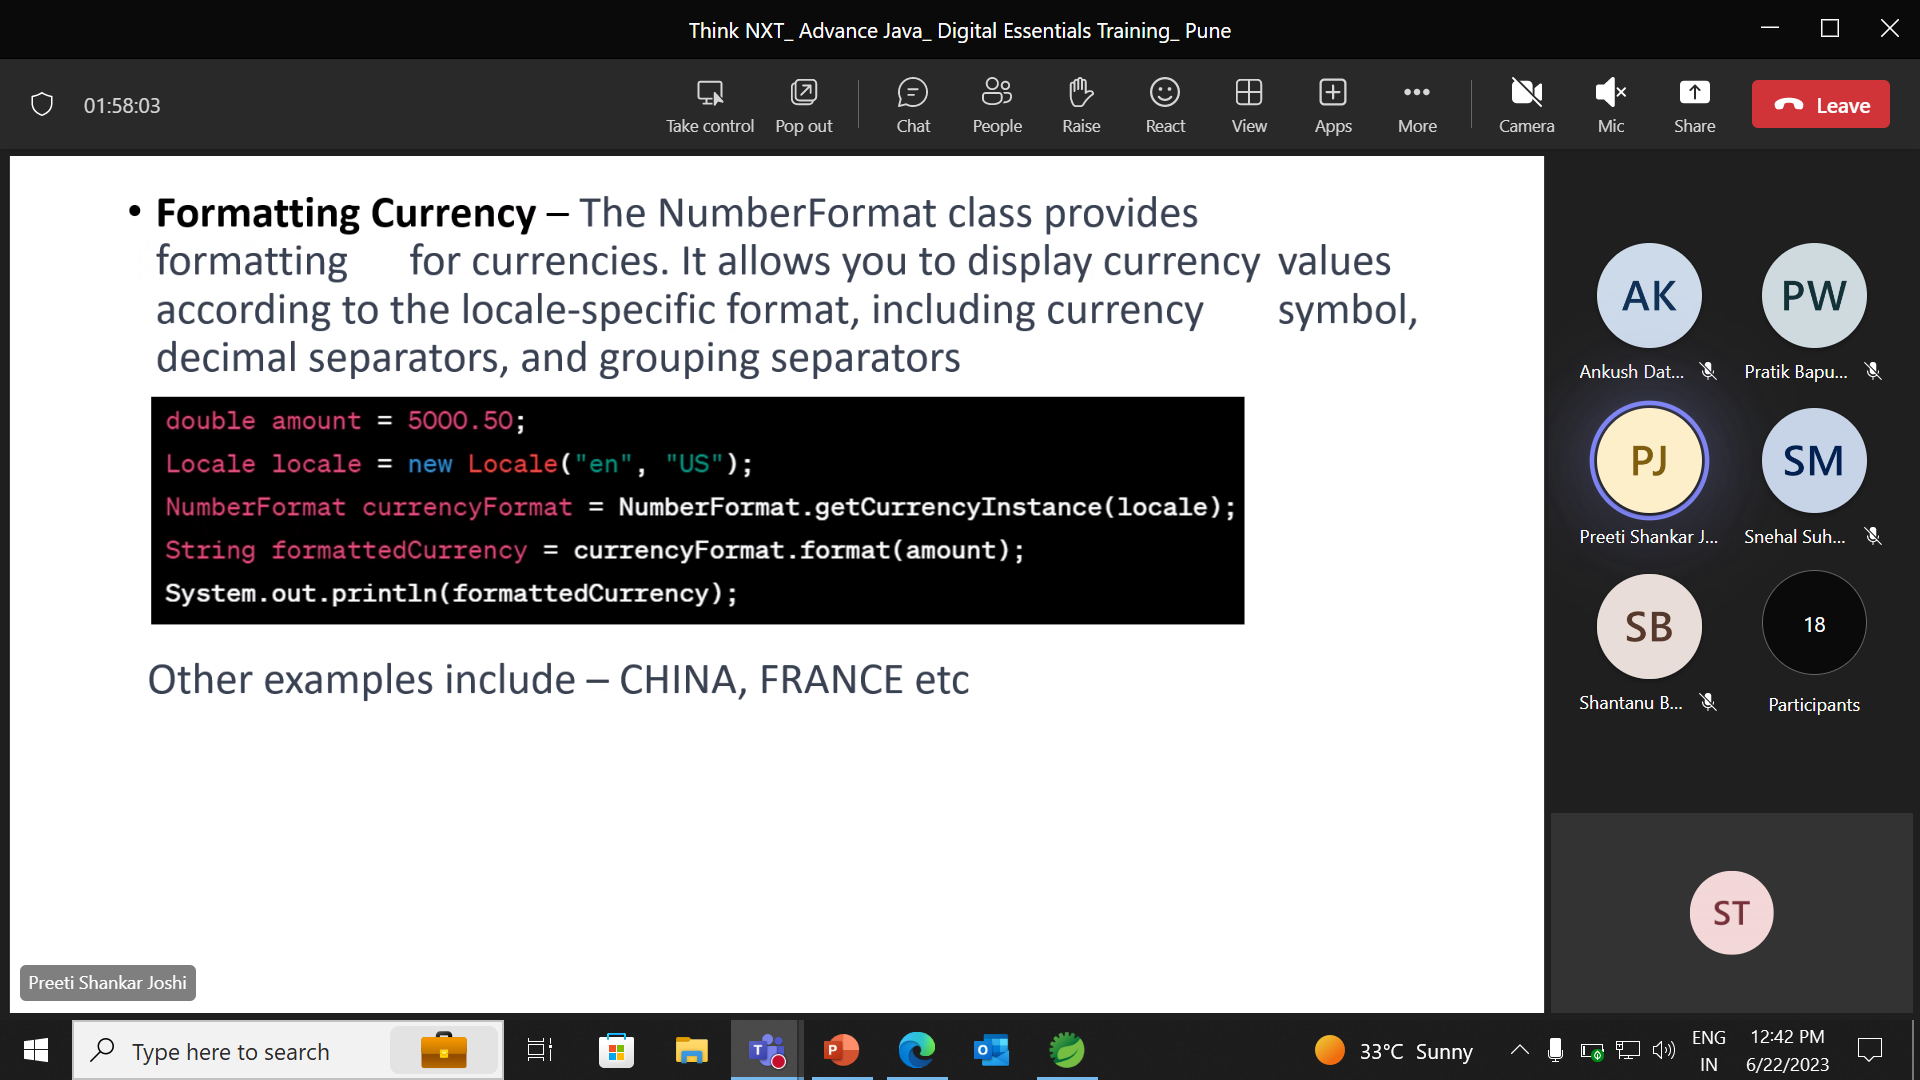 Think NXT_ Advance Java_ Digital Essentials Training_ Pune
01:58:03
Take control
Pop out
Chat
People
Raise
React
View
Apps
More
Camera
Mic
Share
Leave
• Formatting Currency – The NumberFormat class provides
formatting for currencies. It allows you to display currency values
according to the locale-specific format, including currency symbol,
decimal separators, and grouping separators
double amount = 5000.50;
Locale locale = new Locale("en", "US");
NumberFormat currencyFormat = NumberFormat.getCurrencyInstance(locale);
String formattedCurrency = currencyFormat.format(amount);
System.out.println(formattedCurrency);
Other examples include – CHINA, FRANCE etc
Preeti Shankar Joshi
AK
Ankush Dat...
PW
Pratik Bapu...
PJ
Preeti Shankar J...
SM
Snehal Suh...
SB
Shantanu B...
18
Participants
ST
Type here to search
33°C Sunny
ENG
IN
12:42 PM
6/22/2023